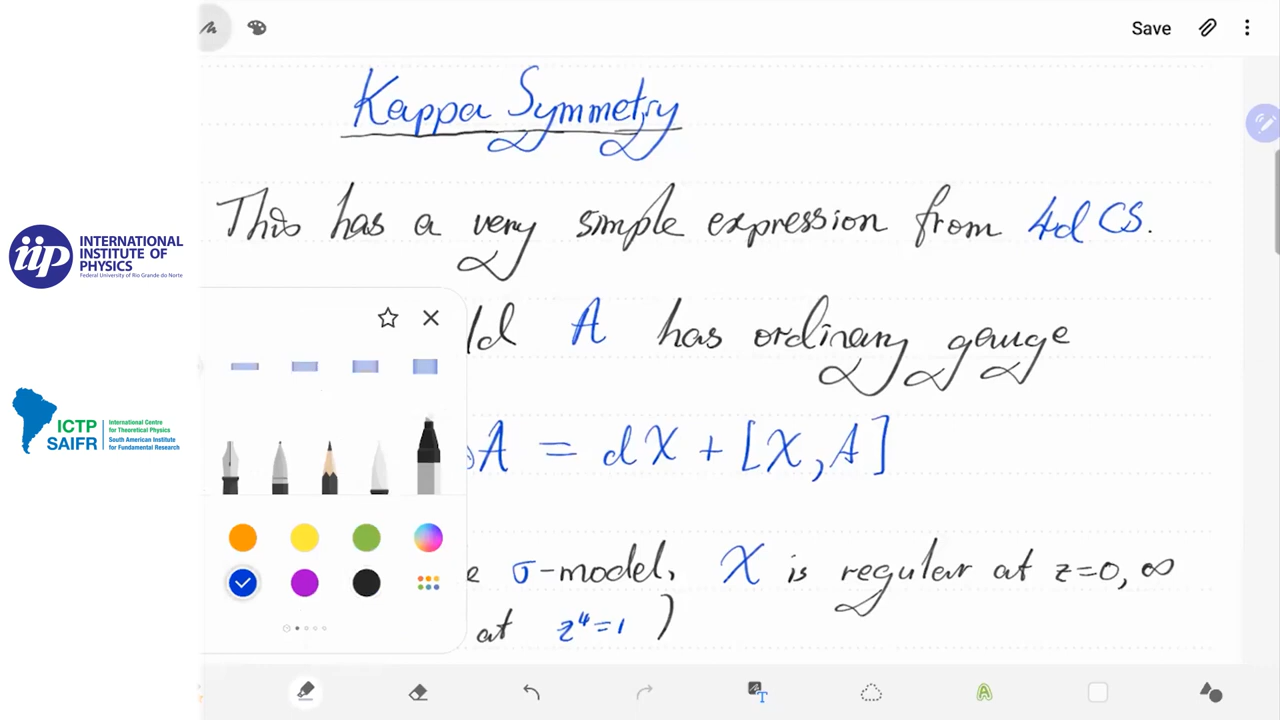 Save
Kappa Symmetry
This has a very simple expression from 4d CS.
ld A has ordinary gauge
A = dχ + [χ, A]
σ-model, χ is regular at z=0, ∞
at z⁴=1 )
iip INTERNATIONAL
INSTITUTE OF
PHYSICS
Federal University of Rio Grande do Norte
ICTP
SAIFR
International Centre
for Theoretical Physics
South American Institute
for Fundamental Research
T
A